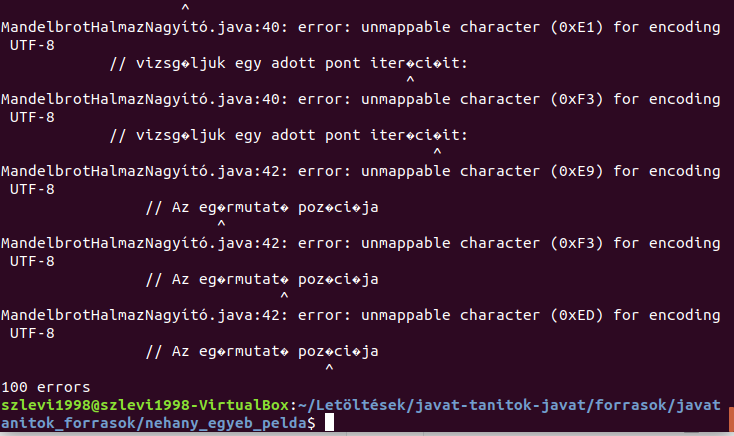 ^
MandelbrotHalmazNagyító.java:40: error: unmappable character (0xE1) for encoding
UTF-8
// vizsg�ljuk egy adott pont iter�ci�it:
^
MandelbrotHalmazNagyító.java:40: error: unmappable character (0xF3) for encoding
UTF-8
// vizsg�ljuk egy adott pont iter�ci�it:
^
MandelbrotHalmazNagyító.java:42: error: unmappable character (0xE9) for encoding
UTF-8
// Az eg�rmutat� poz�ci�ja
^
MandelbrotHalmazNagyító.java:42: error: unmappable character (0xF3) for encoding
UTF-8
// Az eg�rmutat� poz�ci�ja
^
MandelbrotHalmazNagyító.java:42: error: unmappable character (0xED) for encoding
UTF-8
// Az eg�rmutat� poz�ci�ja
^
100 errors
szlevi1998@szlevi1998-VirtualBox:~/Letöltések/javat-tanitok-javat/forrasok/javat
anitok_forrasok/nehany_egyeb_pelda$